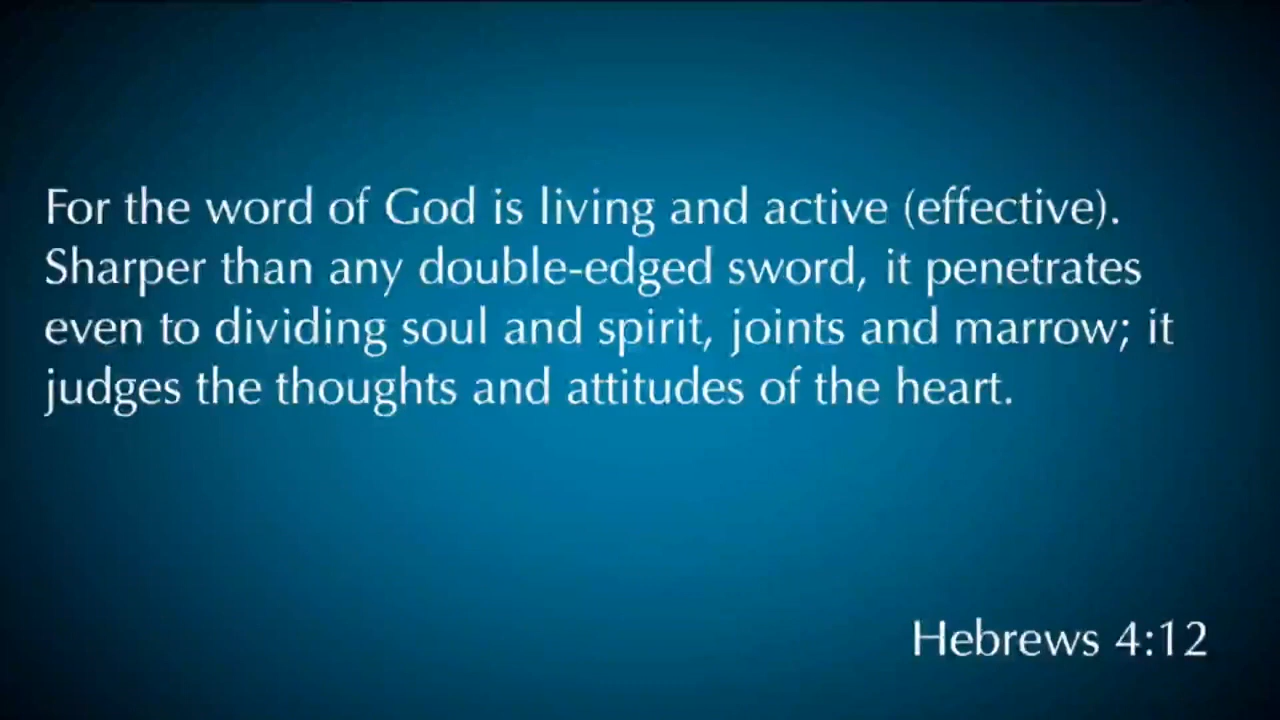 For the word of God is living and active (effective).
Sharper than any double-edged sword, it penetrates
even to dividing soul and spirit, joints and marrow; it
judges the thoughts and attitudes of the heart.
Hebrews 4:12